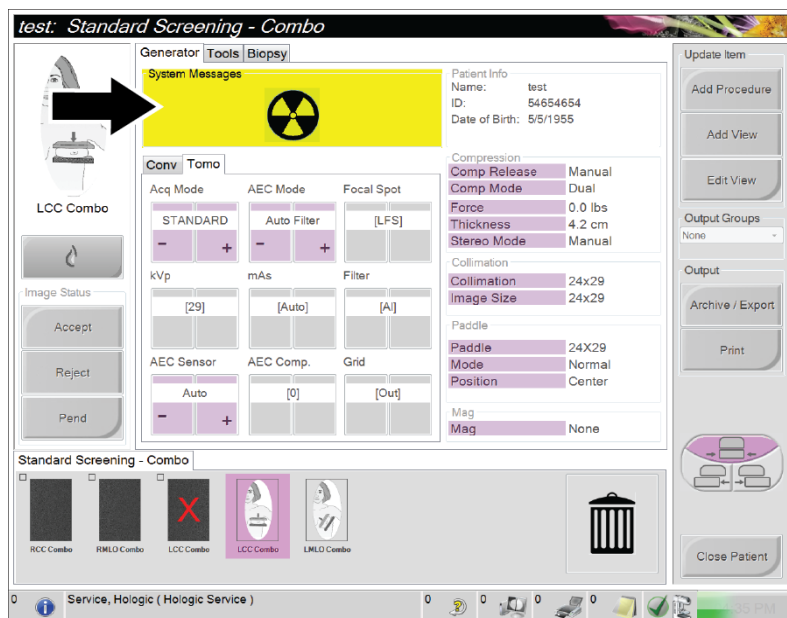 test: Standard Screening - Combo
Generator Tools Biopsy
System Messages
Patient Info
Name: test
ID: 54654654
Date of Birth: 5/5/1955
Conv Tomo
Acq Mode AEC Mode Focal Spot
STANDARD Auto Filter [LFS]
- + - +
kVp mAs Filter
[29] [Auto] [Al]
AEC Sensor AEC Comp. Grid
Auto [0] [Out]
- +
Compression
Comp Release Manual
Comp Mode Dual
Force 0.0 lbs
Thickness 4.2 cm
Stereo Mode Manual
Collimation
Collimation 24x29
Image Size 24x29
Paddle
Paddle 24X29
Mode Normal
Position Center
Mag
Mag None
LCC Combo
Image Status
Accept
Reject
Pend
Update Item
Add Procedure
Add View
Edit View
Output Groups
None
Output
Archive / Export
Print
Close Patient
Standard Screening - Combo
RCC Combo RMLO Combo LCC Combo LCC Combo LMLO Combo
0 Service, Hologic ( Hologic Service ) 0 0 0 0
:35 PM